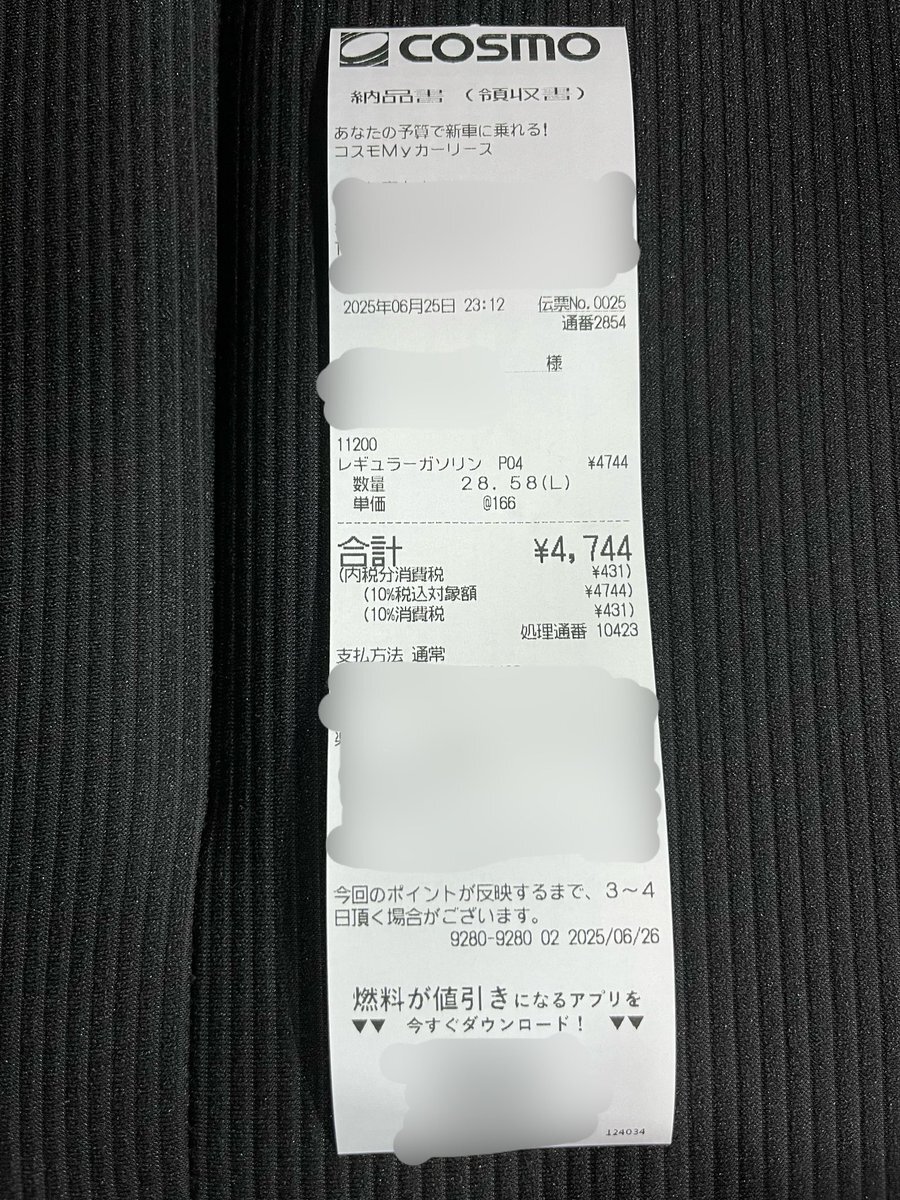 COSMO
納品書（領収書）
あなたの予算で新車に乗れる！
コスモMyカーリース
2025年06月25日 23:12 伝票No.0025
通番2854
様
11200
レギュラーガソリン P04 ¥4744
数量 28.58(L)
単価 @166
合計 ¥4,744
(内税分消費税 ¥431)
(10%税込対象額 ¥4744)
(10%消費税 ¥431)
処理通番 10423
支払方法 通常
今回のポイントが反映するまで、3～4
日頂く場合がございます。
9280-9280 02 2025/06/26
燃料が値引きになるアプリを
▼▼ 今すぐダウンロード！ ▼▼
124034